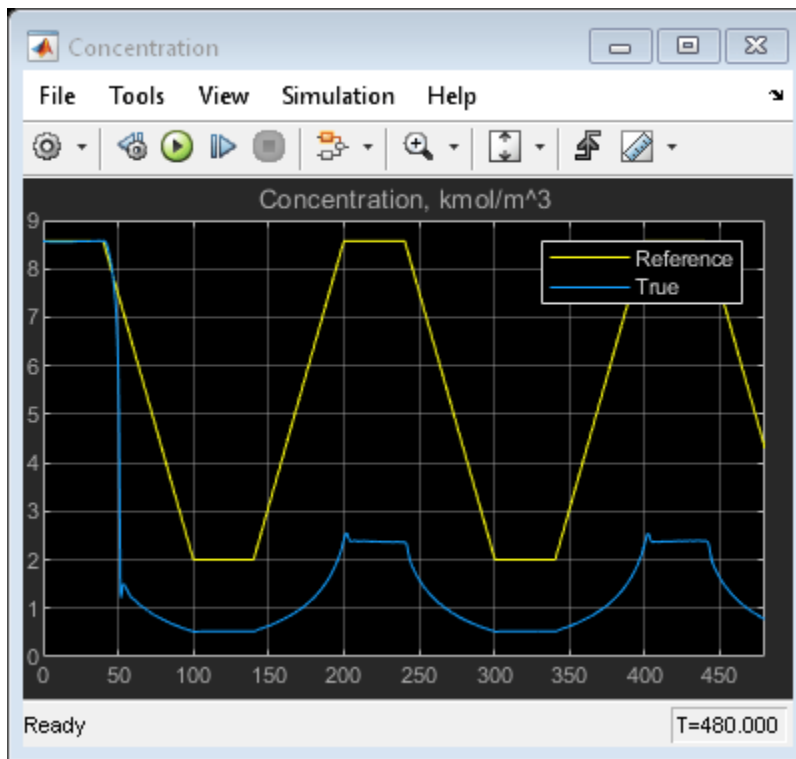 Concentration
File Tools View Simulation Help
Concentration, kmol/m^3
9
8
7
6
5
4
3
2
1
0
Reference
True
0 50 100 150 200 250 300 350 400 450
Ready T=480.000